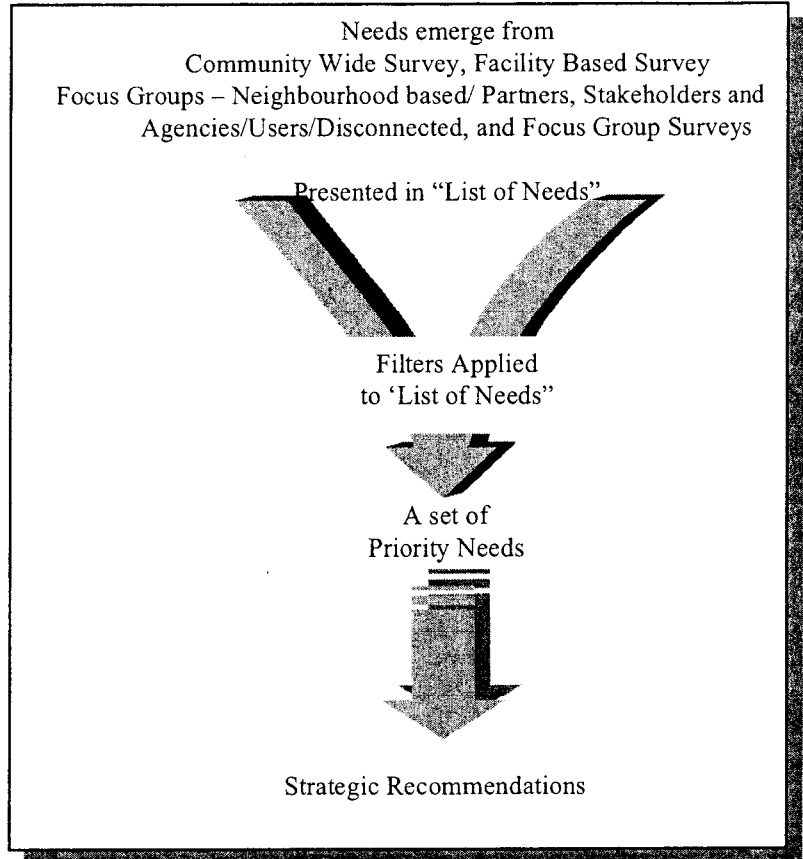 Needs emerge from
Community Wide Survey, Facility Based Survey
Focus Groups – Neighbourhood based/ Partners, Stakeholders and
Agencies/Users/Disconnected, and Focus Group Surveys
Presented in “List of Needs”
Filters Applied
to ‘List of Needs”
A set of
Priority Needs
Strategic Recommendations